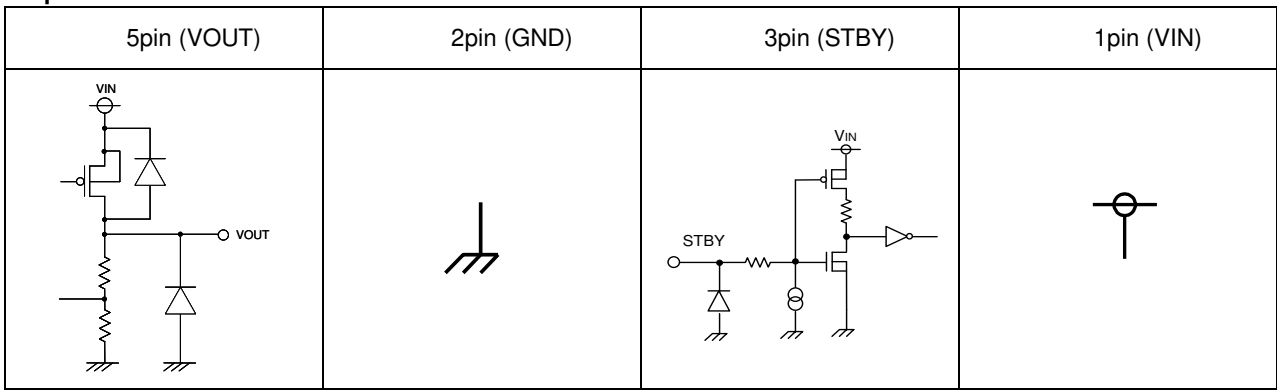 5pin (VOUT)
2pin (GND)
3pin (STBY)
1pin (VIN)
VIN
VOUT
VIN
STBY